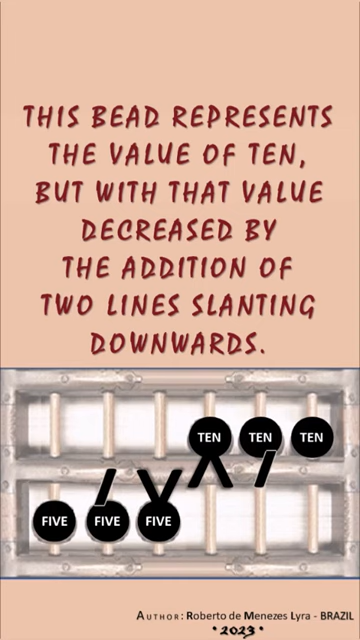 THIS BEAD REPRESENTS
THE VALUE OF TEN,
BUT WITH THAT VALUE
DECREASED BY
THE ADDITION OF
TWO LINES SLANTING
DOWNWARDS.
TEN TEN TEN
FIVE FIVE FIVE
AUTHOR: Roberto de Menezes Lyra - BRAZIL
• 2023 •